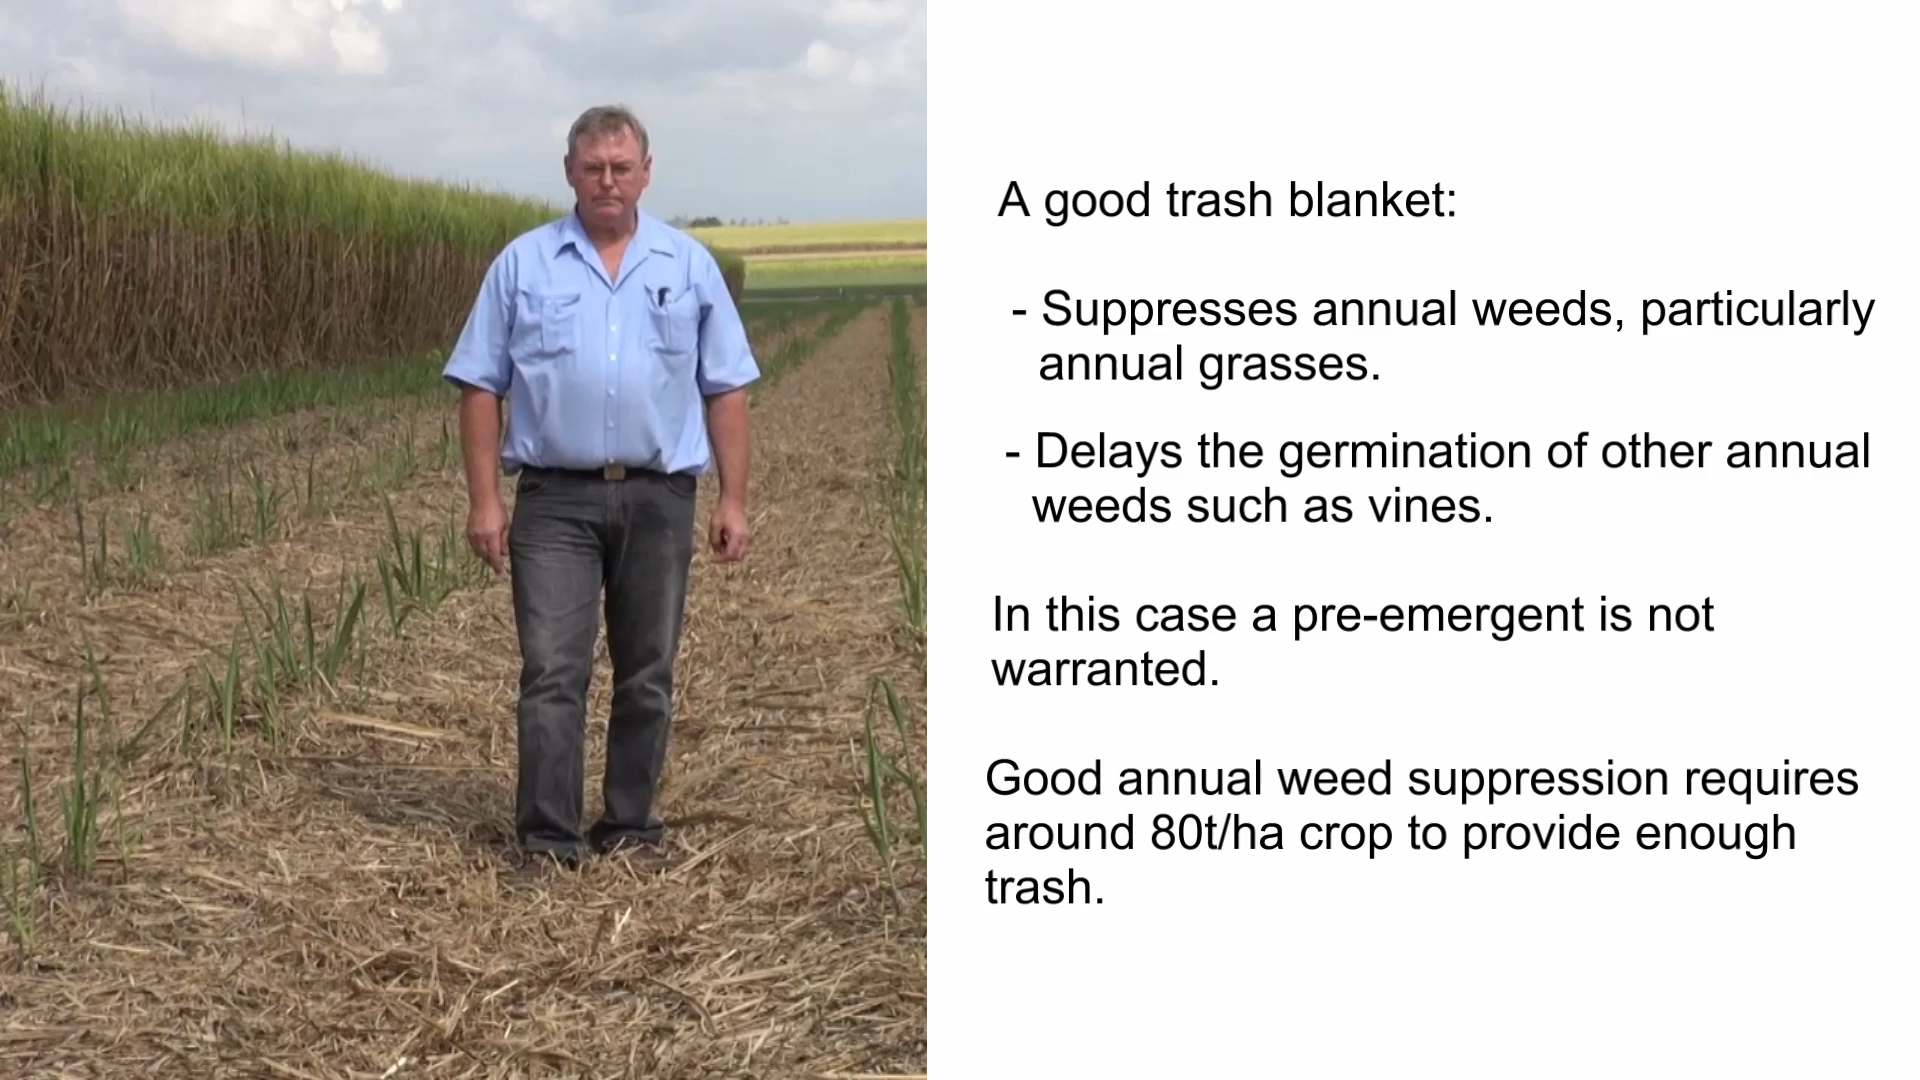 A good trash blanket:
- Suppresses annual weeds, particularly
annual grasses.
- Delays the germination of other annual
weeds such as vines.
In this case a pre-emergent is not
warranted.
Good annual weed suppression requires
around 80t/ha crop to provide enough
trash.